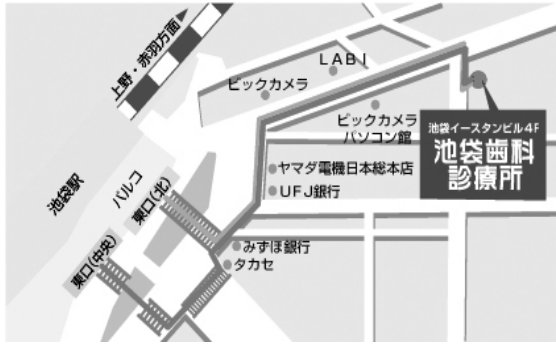 上野・赤羽方面
LABI
ビックカメラ
ビックカメラ
パソコン館
池袋イースタンビル4F
池袋歯科
診療所
池袋駅
パルコ
東口(北)
ヤマダ電機日本総本店
UFJ銀行
東口(中央)
みずほ銀行
タカセ